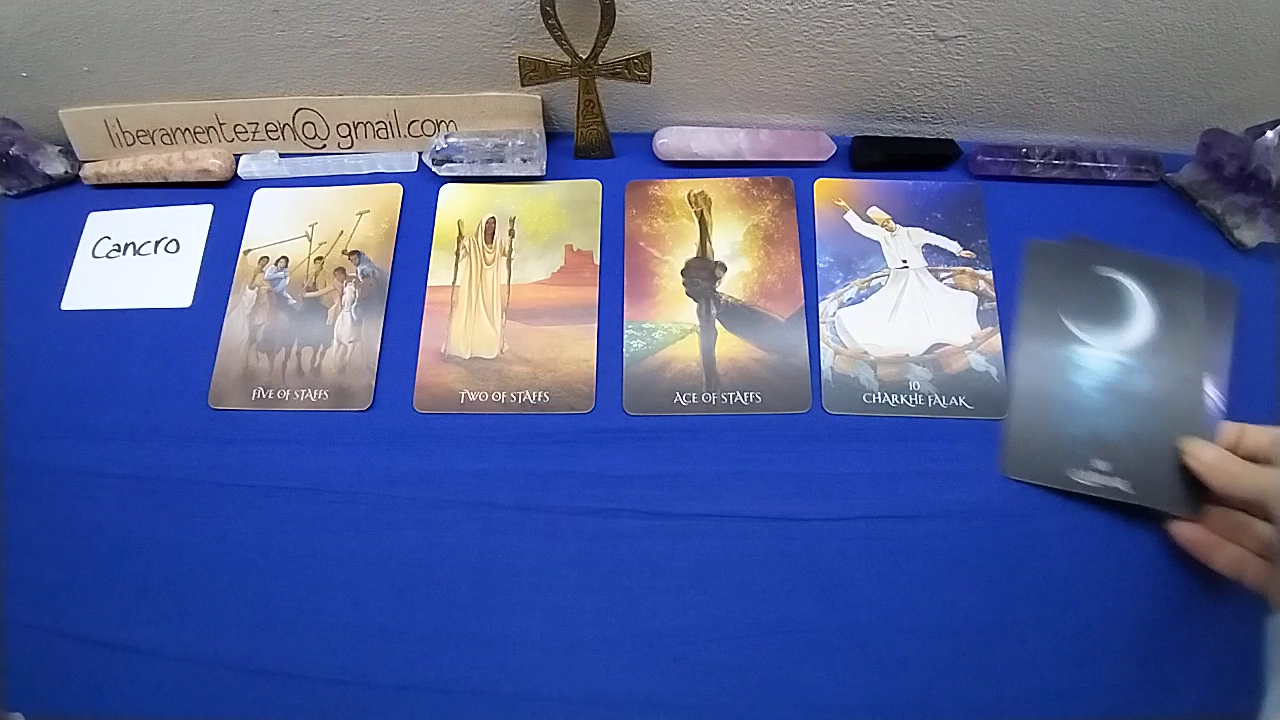 liberamentezen@gmail.com
Cancro
FIVE OF STAFFS
TWO OF STAFFS
ACE OF STAFFS
10
CHARKHE FALAK